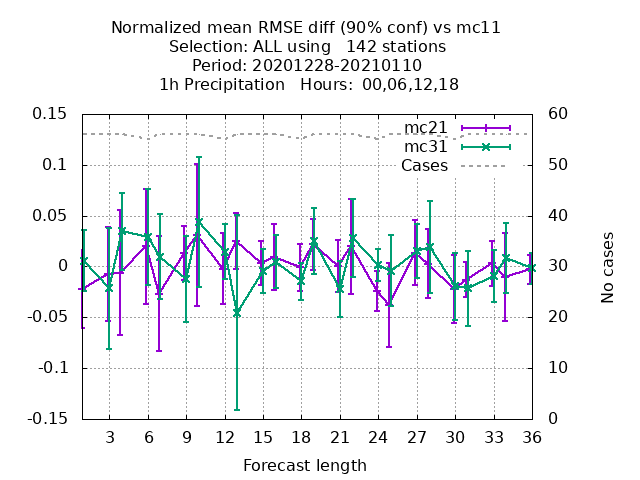 Normalized mean RMSE diff (90% conf) vs mc11
Selection: ALL using   142 stations
Period: 20201228-20210110
1h Precipitation   Hours:  00,06,12,18
0.15
0.1
0.05
0
-0.05
-0.1
-0.15
60
50
40
30
20
10
0
mc21
mc31
Cases
No cases
3 6 9 12 15 18 21 24 27 30 33 36
Forecast length